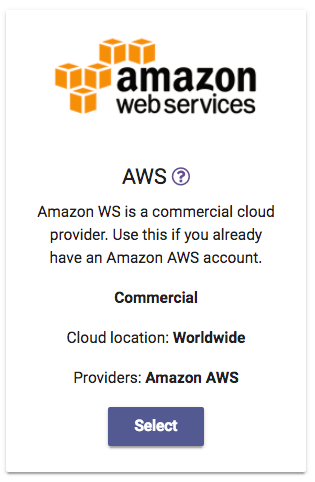 amazon
web services
AWS
Amazon WS is a commercial cloud
provider. Use this if you already
have an Amazon AWS account.
Commercial
Cloud location: Worldwide
Providers: Amazon AWS
Select